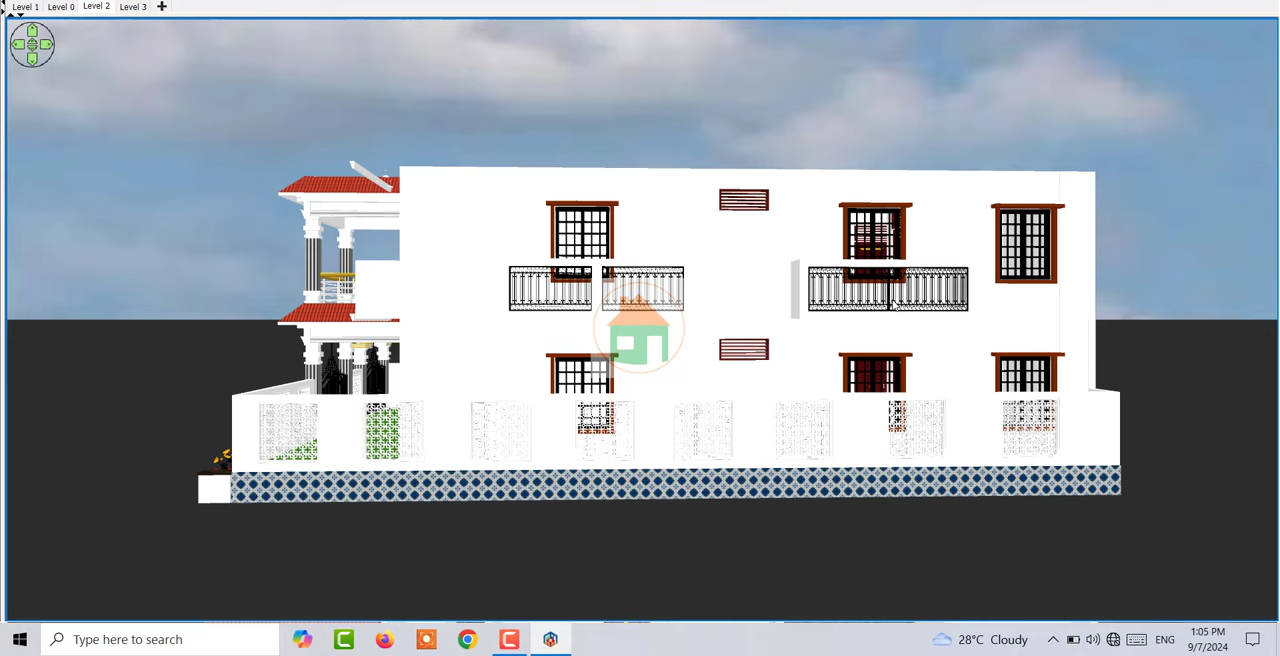 Level 1 Level 0 Level 2 Level 3
Type here to search
28°C Cloudy
ENG
1:05 PM
9/7/2024